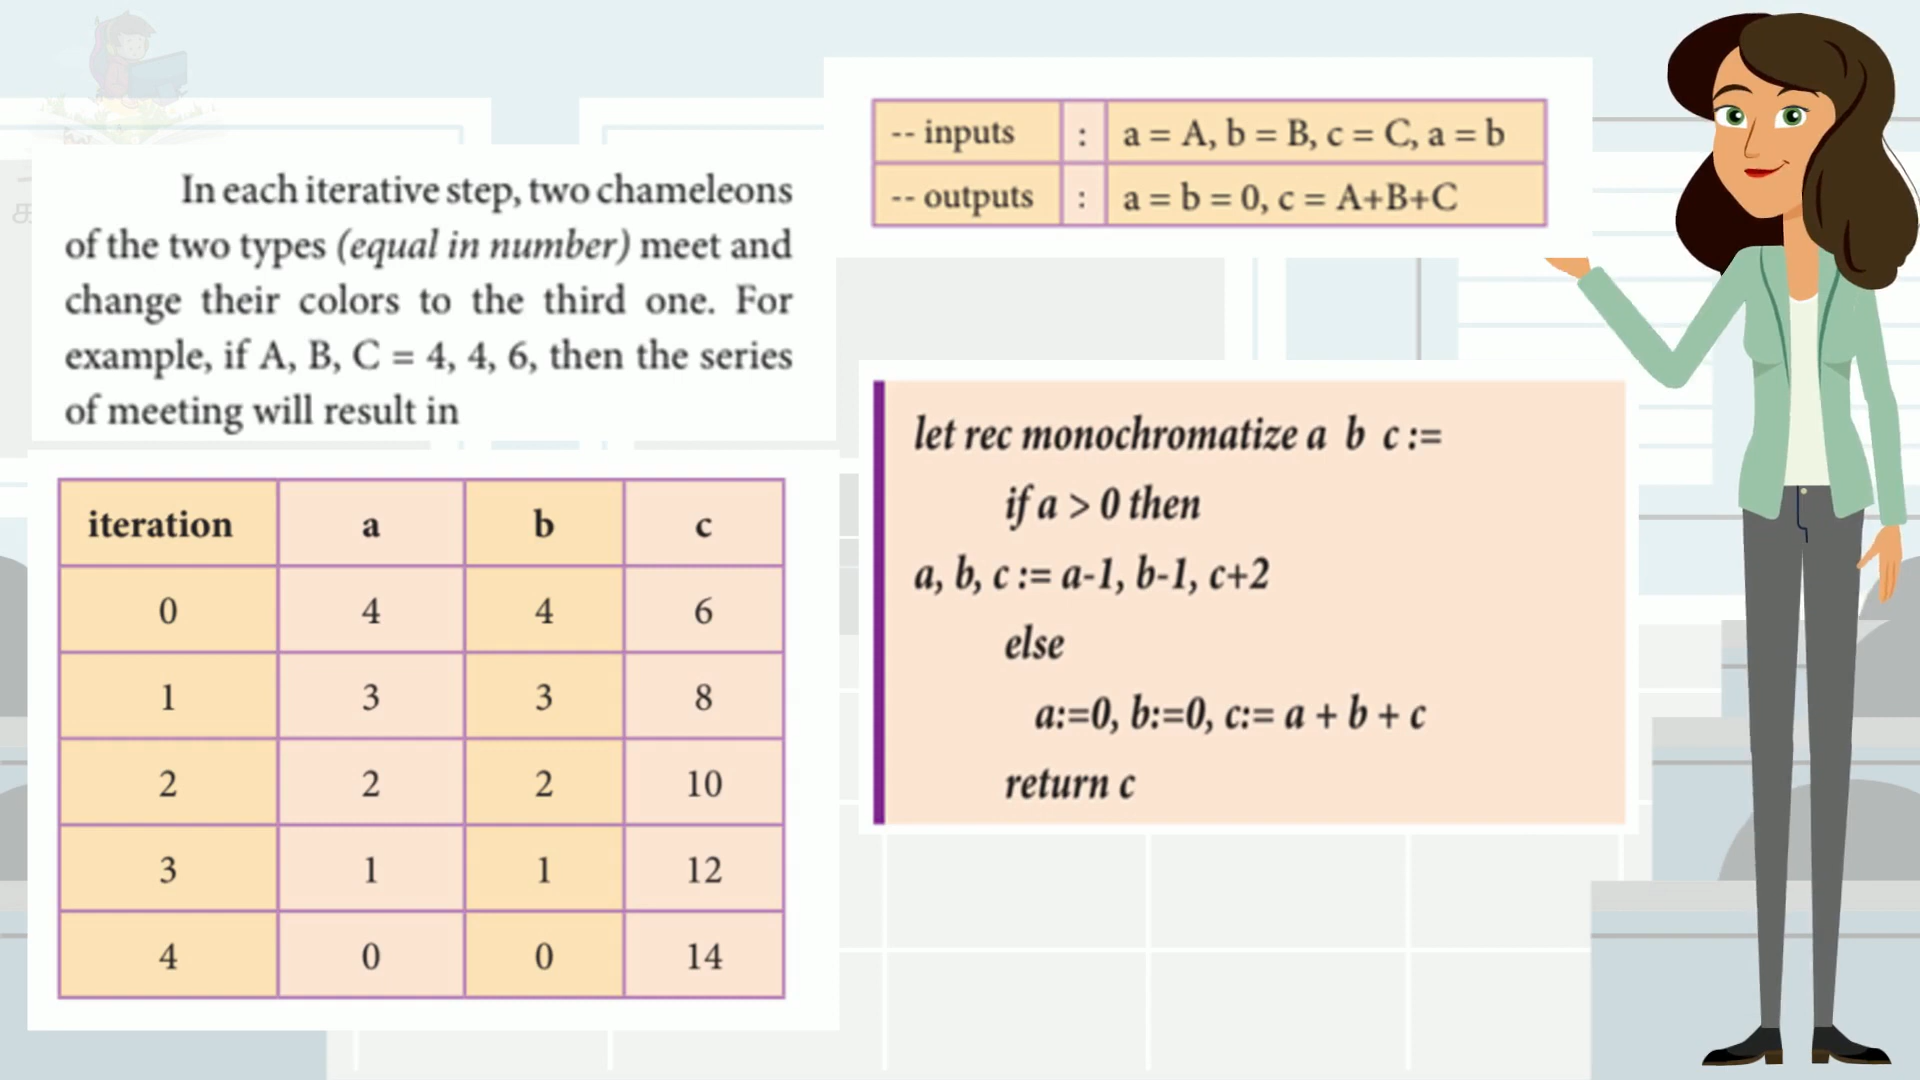 In each iterative step, two chameleons
of the two types (equal in number) meet and
change their colors to the third one. For
example, if A, B, C = 4, 4, 6, then the series
of meeting will result in
iteration a b c
0 4 4 6
1 3 3 8
2 2 2 10
3 1 1 12
4 0 0 14
-- inputs : a = A, b = B, c = C, a = b
-- outputs : a = b = 0, c = A+B+C
let rec monochromatize a b c :=
if a > 0 then
a, b, c := a-1, b-1, c+2
else
a:=0, b:=0, c:= a + b + c
return c